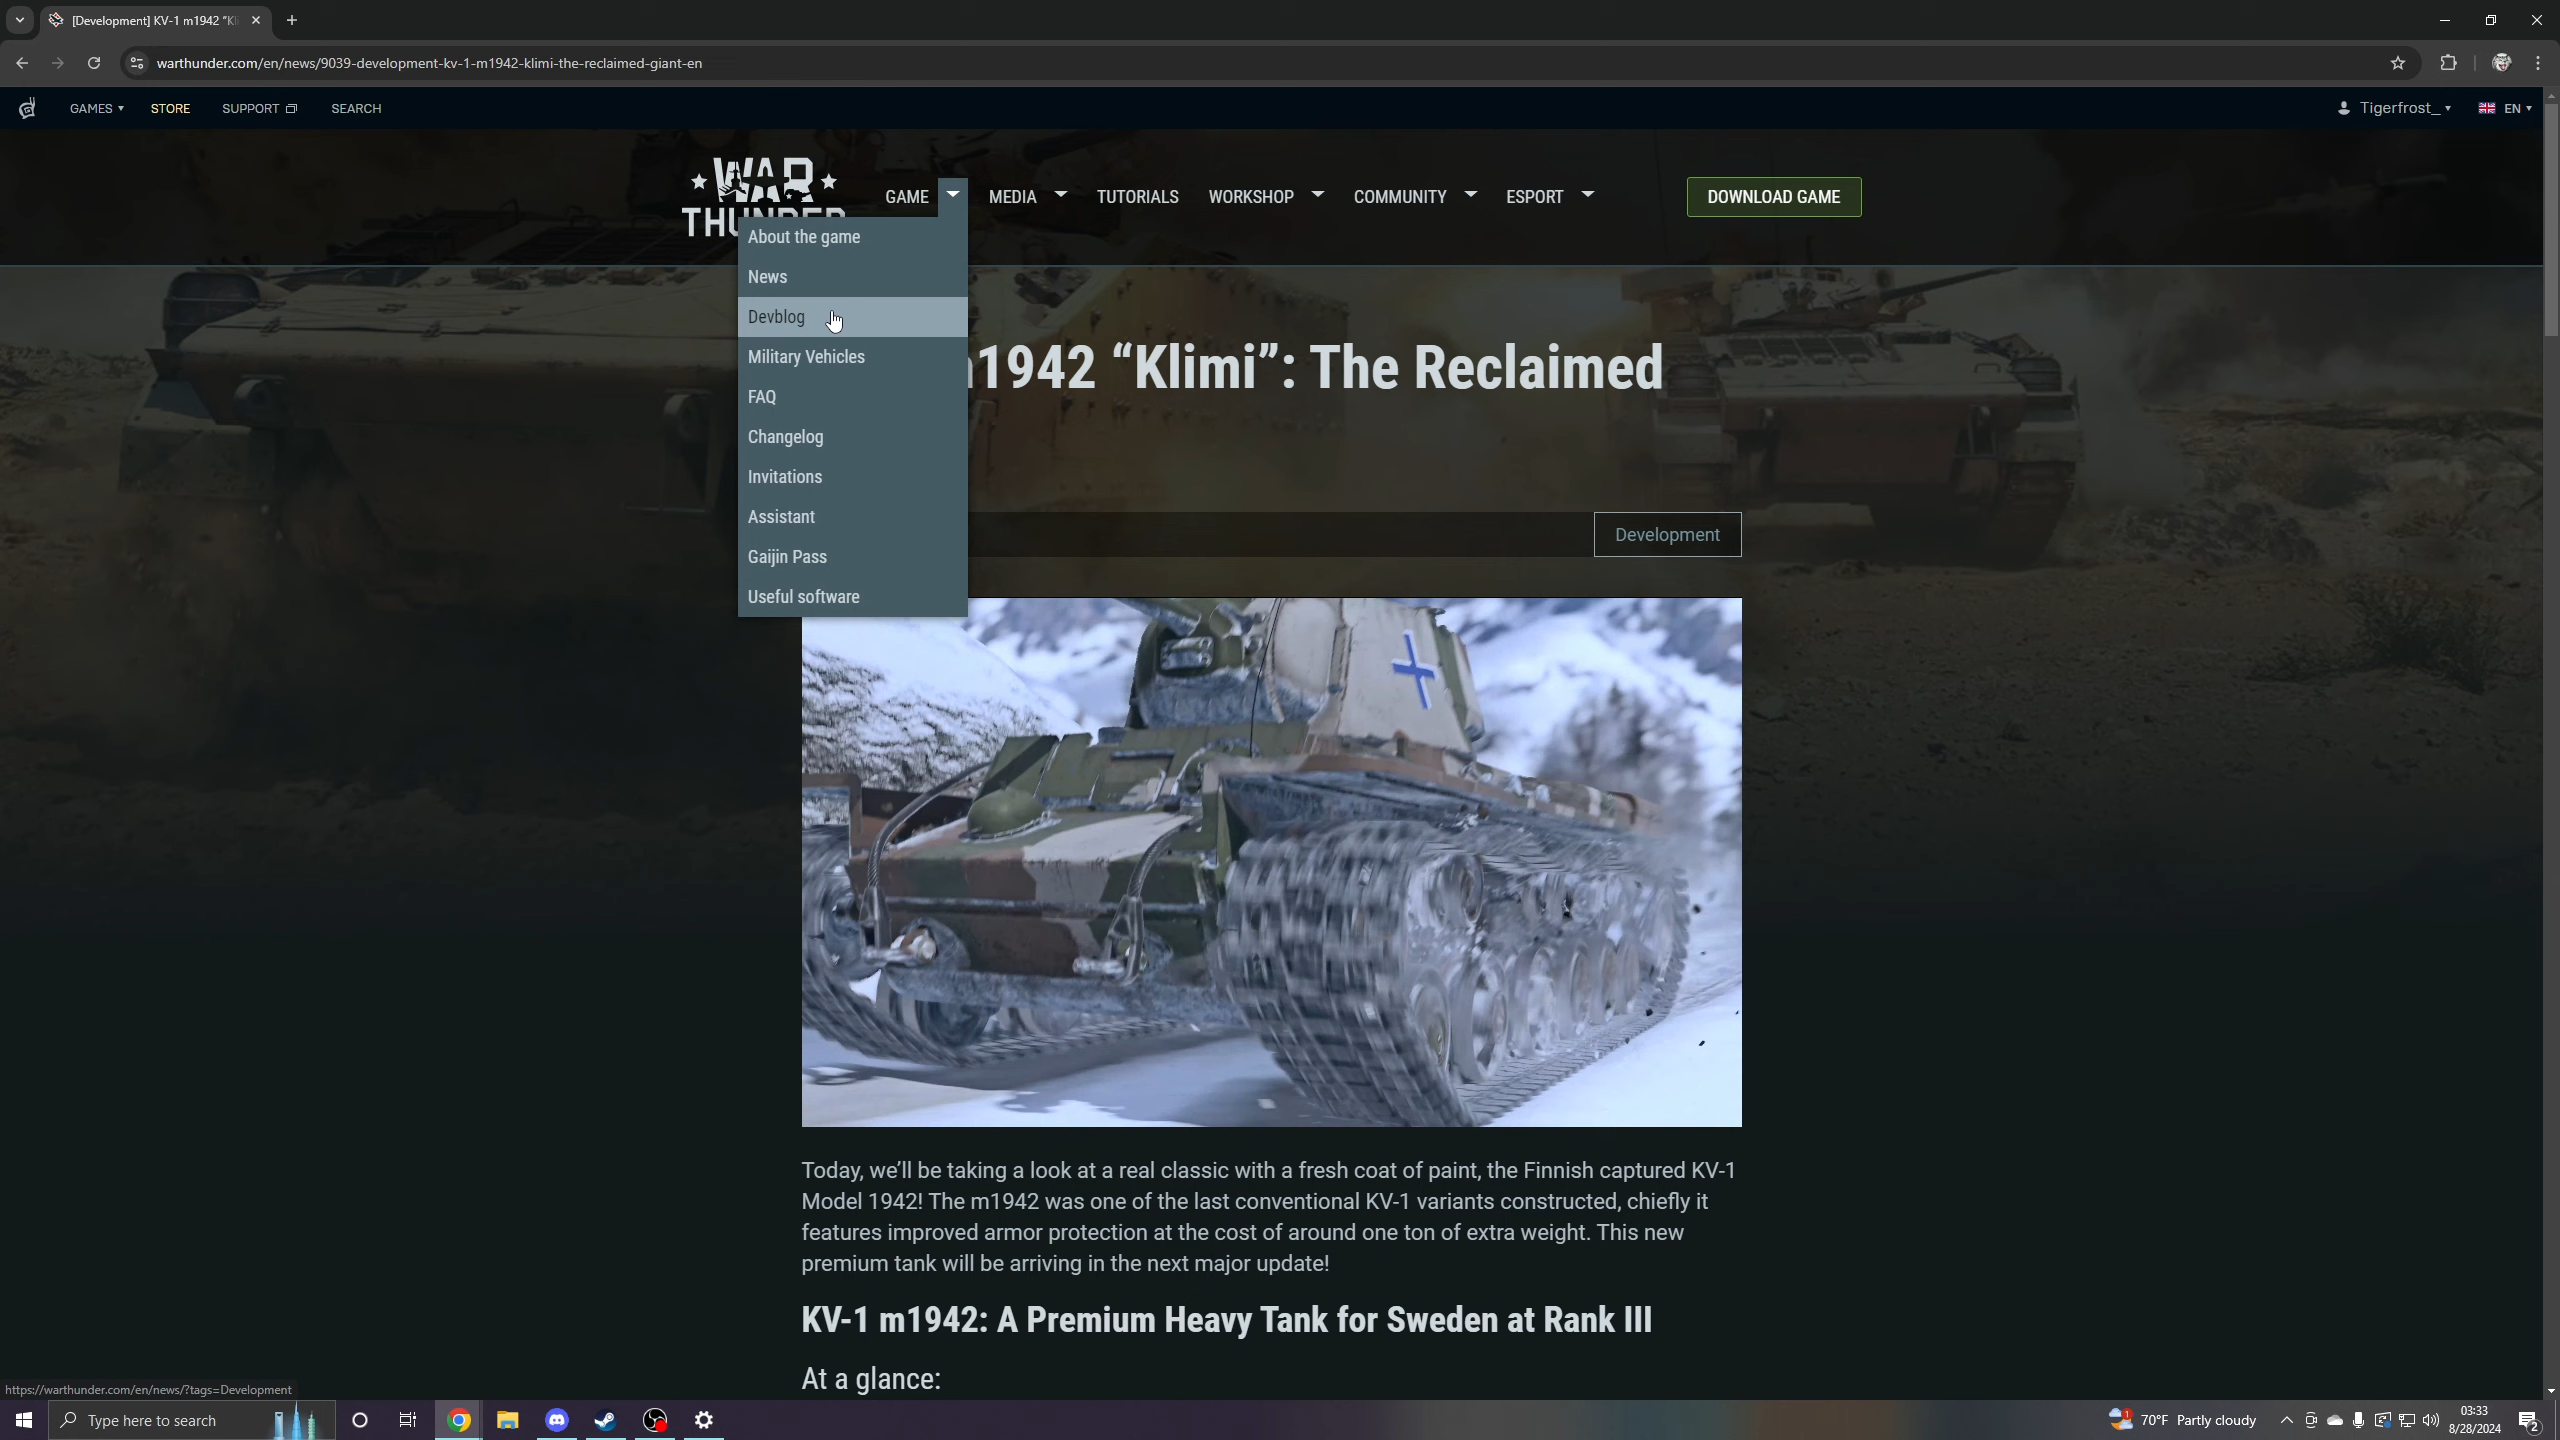 [Development] KV-1 m1942 “Kli
warthunder.com/en/news/9039-development-kv-1-m1942-klimi-the-reclaimed-giant-en
GAMES STORE SUPPORT SEARCH Tigerfrost_ EN
WAR THUNDER
GAME MEDIA TUTORIALS WORKSHOP COMMUNITY ESPORT DOWNLOAD GAME
About the game
News
Devblog
Military Vehicles
FAQ
Changelog
Invitations
Assistant
Gaijin Pass
Useful software
m1942 “Klimi”: The Reclaimed
Development
Today, we’ll be taking a look at a real classic with a fresh coat of paint, the Finnish captured KV-1
Model 1942! The m1942 was one of the last conventional KV-1 variants constructed, chiefly it
features improved armor protection at the cost of around one ton of extra weight. This new
premium tank will be arriving in the next major update!
KV-1 m1942: A Premium Heavy Tank for Sweden at Rank III
At a glance:
https://warthunder.com/en/news/?tags=Development
Type here to search
1 70°F Partly cloudy
03:33
8/28/2024
2